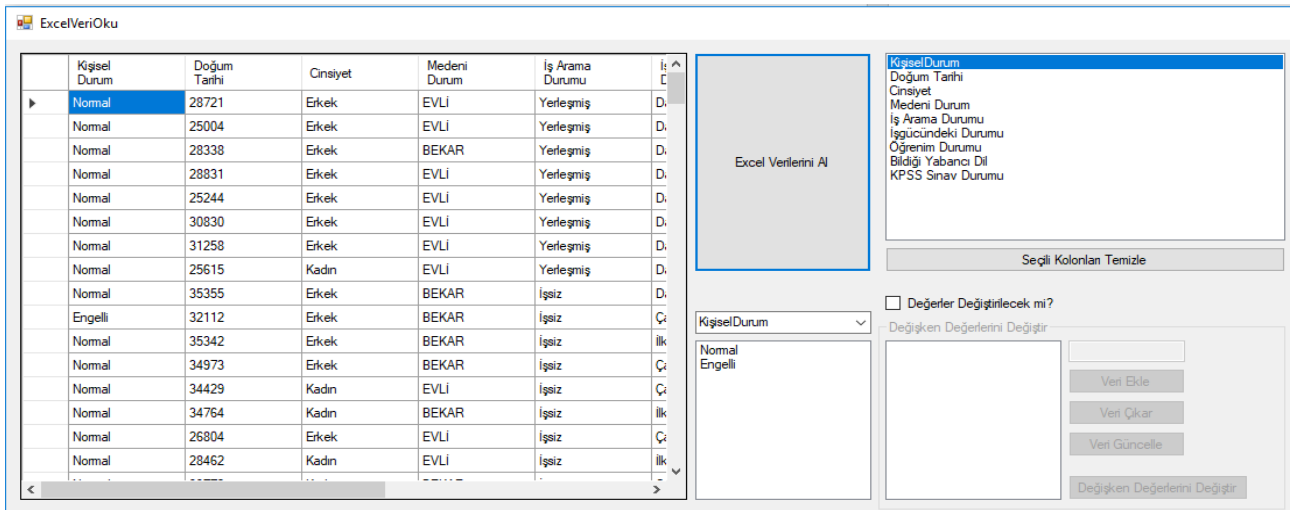 ExcelVeriOku
Kişisel Durum Doğum Tarihi Cinsiyet Medeni Durum İş Arama Durumu
Normal 28721 Erkek EVLİ Yerleşmiş
Normal 25004 Erkek EVLİ Yerleşmiş
Normal 28338 Erkek BEKAR Yerleşmiş
Normal 28831 Erkek EVLİ Yerleşmiş
Normal 25244 Erkek EVLİ Yerleşmiş
Normal 30830 Erkek EVLİ Yerleşmiş
Normal 31258 Erkek EVLİ Yerleşmiş
Normal 25615 Kadın EVLİ Yerleşmiş
Normal 35355 Erkek BEKAR İşsiz
Engelli 32112 Erkek BEKAR İşsiz
Normal 35342 Erkek BEKAR İşsiz
Normal 34973 Erkek BEKAR İşsiz
Normal 34429 Kadın EVLİ İşsiz
Normal 34764 Kadın BEKAR İşsiz
Normal 26804 Erkek EVLİ İşsiz
Normal 28462 Kadın EVLİ İşsiz
Excel Verilerini Al
KişiselDurum
Doğum Tarihi
Cinsiyet
Medeni Durum
İş Arama Durumu
İşgücündeki Durumu
Öğrenim Durumu
Bildiği Yabancı Dil
KPSS Sınav Durumu
Seçili Kolonları Temizle
KişiselDurum
Normal
Engelli
Değerler Değiştirilecek mi?
Değişken Değerlerini Değiştir
Veri Ekle
Veri Çıkar
Veri Güncelle
Değişken Değerlerini Değiştir